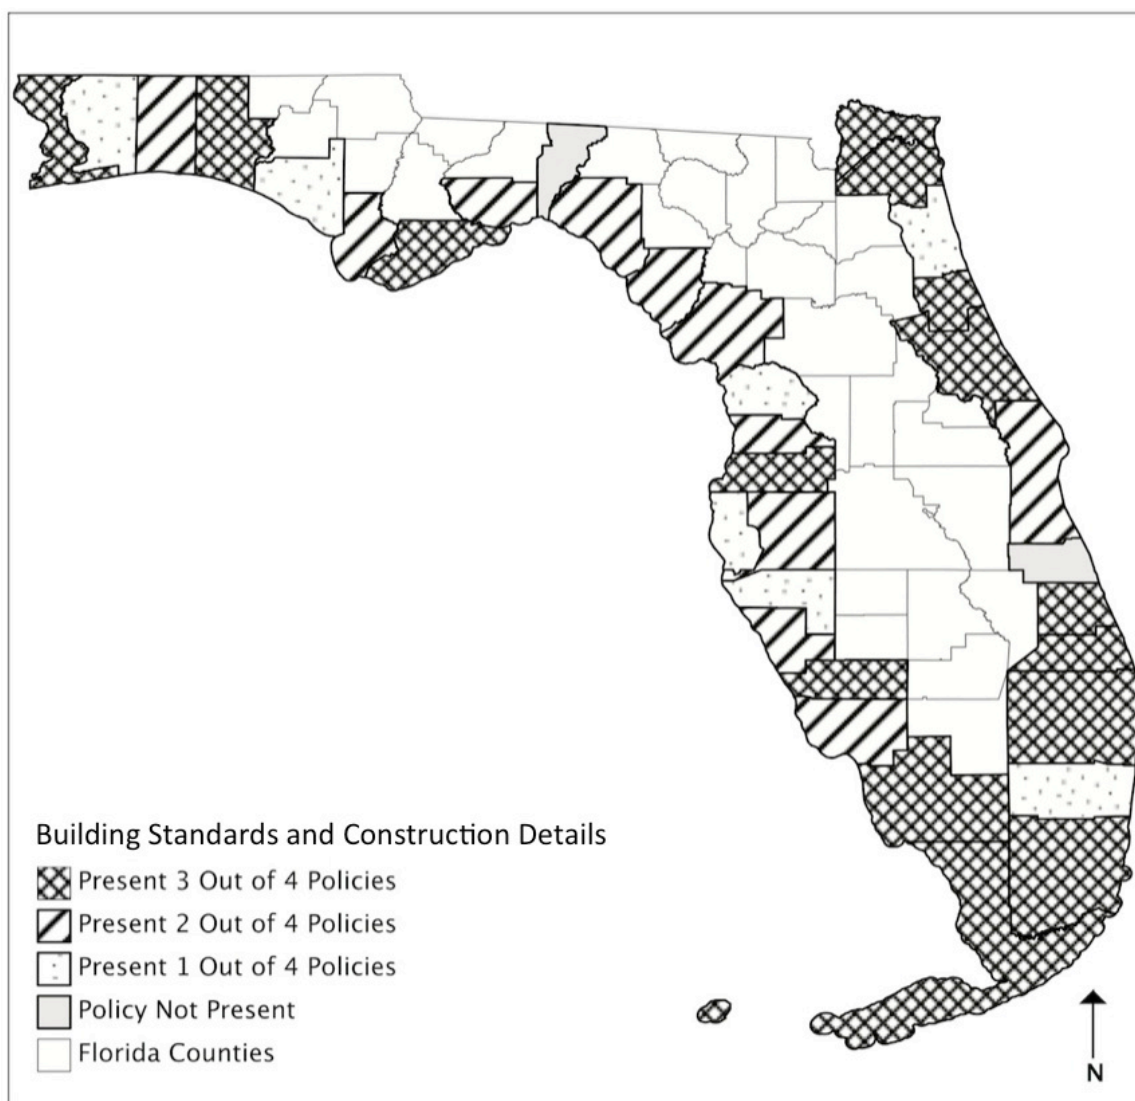 Building Standards and Construction Details
Present 3 Out of 4 Policies
Present 2 Out of 4 Policies
Present 1 Out of 4 Policies
Policy Not Present
Florida Counties
N